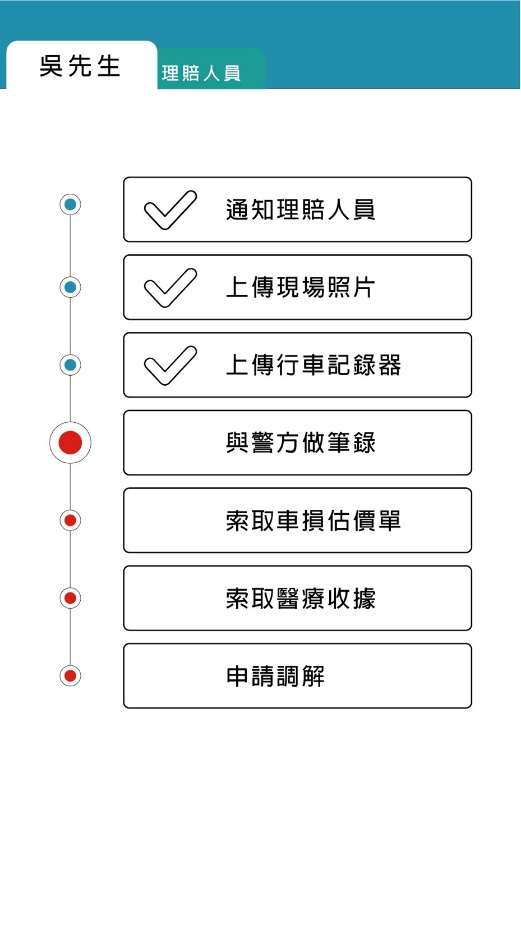 吳先生
理賠人員
通知理賠人員
上傳現場照片
上傳行車記錄器
與警方做筆錄
索取車損估價單
索取醫療收據
申請調解